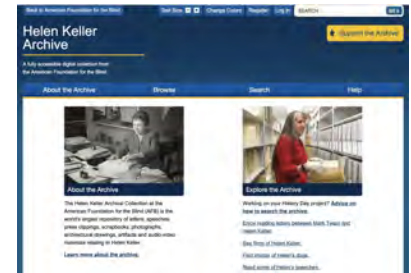 Back to American Foundation for the Blind
Text Size
Change Colors
Register
Log In
SEARCH
Helen Keller
Archive
Support the Archive
A fully accessible digital collection from
the American Foundation for the Blind
About the Archive
Browse
Search
Help
About the Archive
The Helen Keller Archival Collection at the
American Foundation for the Blind (AFB) is the
world's largest repository of letters, speeches,
press clippings, scrapbooks, photographs,
architectural drawings, artifacts and audio-video
materials relating to Helen Keller.
Learn more about the archive.
Explore the Archive
Working on your History Day project? Advice on
how to search the archive.
Enjoy reading letters between Mark Twain and
Helen Keller.
See films of Helen Keller.
Find photos of Helen's dogs.
Read some of Helen's speeches.